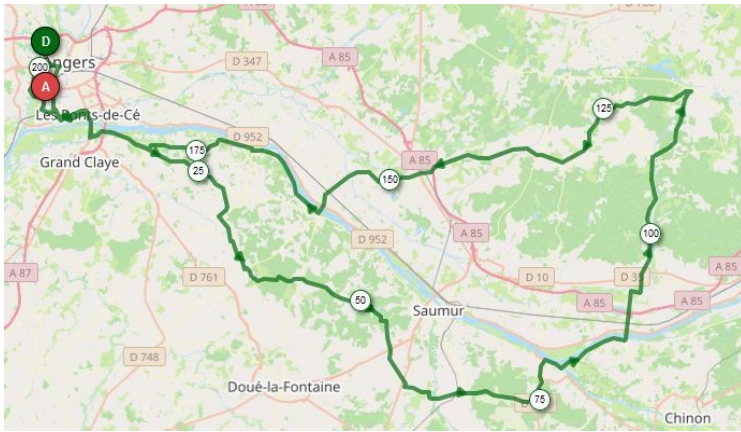 D
ngers
200
A
Les Ponts-de-Cé
D 347
A 85
D 952
Grand Claye
175
25
125
A 85
150
A 87
D 761
D 952
A 85
D 10
D 35
100
A 85
A 85
A 85
50
Saumur
D 748
Doué-la-Fontaine
75
Chinon